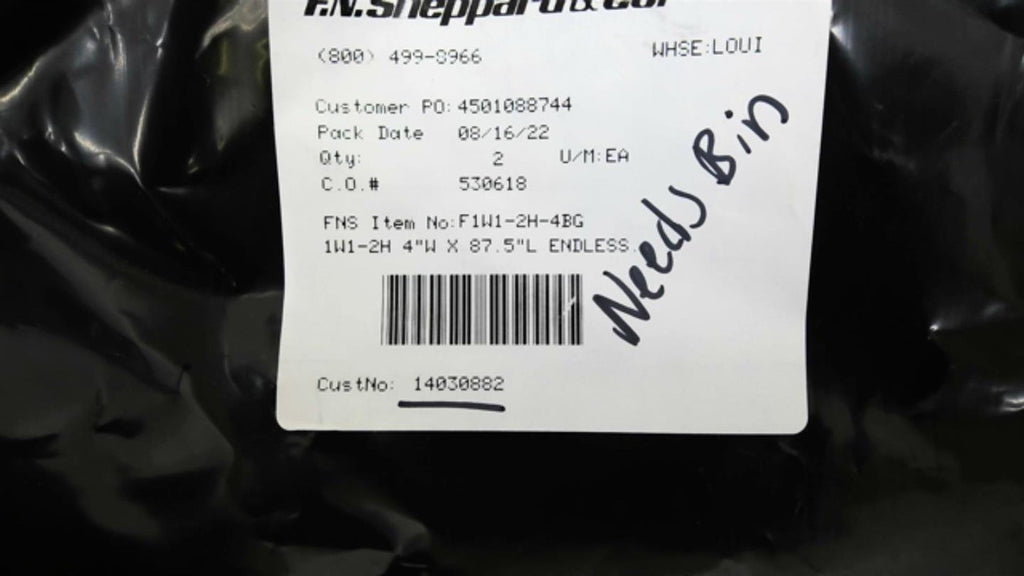 F.N. Sheppard & Co.
(800) 499-8966 WHSE:LOUI
Customer PO: 4501088744
Pack Date 08/16/22
Qty: 2 U/M:EA
C.O.# 530618
FNS Item No:F1W1-2H-4BG
1W1-2H 4"W X 87.5"L ENDLESS
Needs Bin
CustNo: 14030882